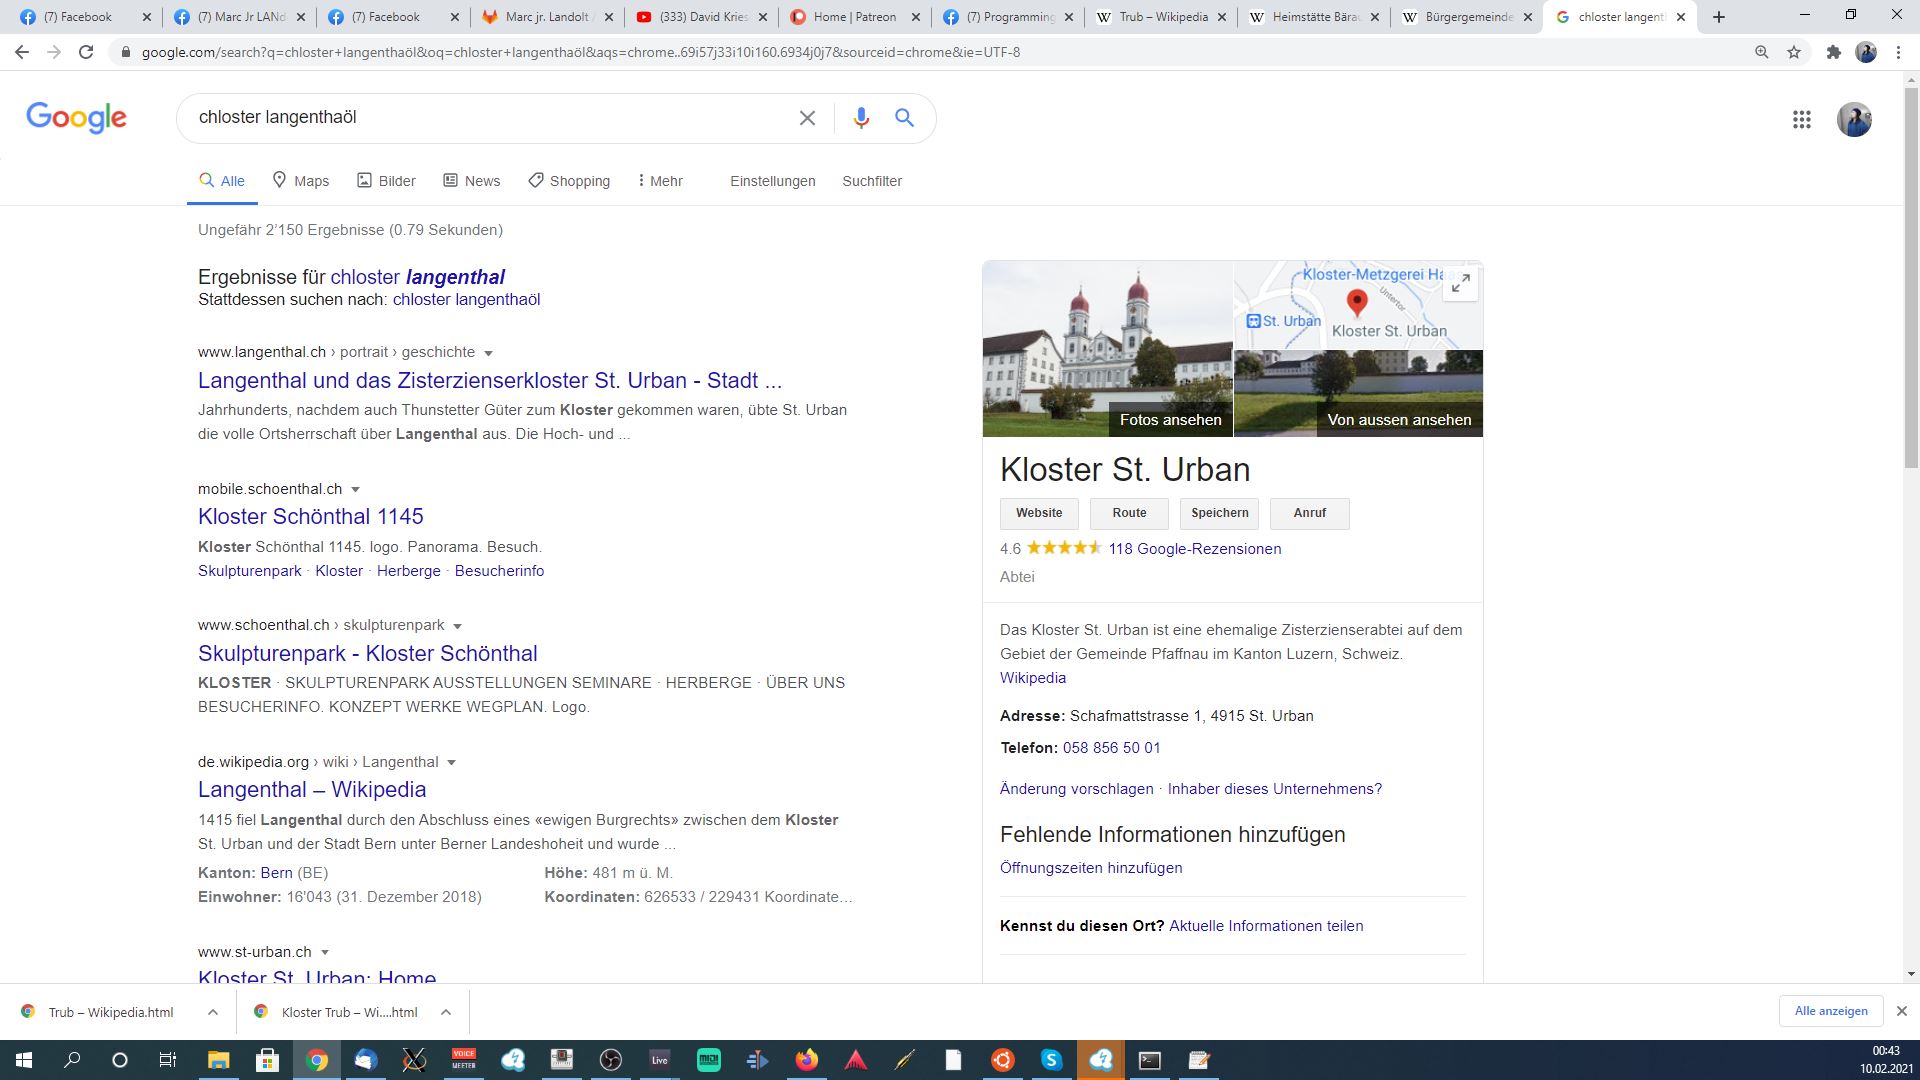 (7) Facebook
(7) Marc Jr LANd
(7) Facebook
Marc jr. Landolt /
(333) David Kries
Home | Patreon
(7) Programming
Trub – Wikipedia
Heimstätte Bärau
Bürgergemeinde
chloster langenth
google.com/search?q=chloster+langenthaöl&oq=chloster+langenthaöl&aqs=chrome..69i57j33i10i160.6934j0j7&sourceid=chrome&ie=UTF-8
Google
chloster langenthaöl
Alle
Maps
Bilder
News
Shopping
Mehr
Einstellungen
Suchfilter
Ungefähr 2’150 Ergebnisse (0.79 Sekunden)
Ergebnisse für chloster langenthal
Stattdessen suchen nach: chloster langenthaöl
www.langenthal.ch › portrait › geschichte
Langenthal und das Zisterzienserkloster St. Urban - Stadt ...
Jahrhunderts, nachdem auch Thunstetter Güter zum Kloster gekommen waren, übte St. Urban
die volle Ortsherrschaft über Langenthal aus. Die Hoch- und ...
mobile.schoenthal.ch
Kloster Schönthal 1145
Kloster Schönthal 1145. logo. Panorama. Besuch.
Skulpturenpark · Kloster · Herberge · Besucherinfo
www.schoenthal.ch › skulpturenpark
Skulpturenpark - Kloster Schönthal
KLOSTER · SKULPTURENPARK AUSSTELLUNGEN SEMINARE · HERBERGE · ÜBER UNS
BESUCHERINFO. KONZEPT WERKE WEGPLAN. Logo.
de.wikipedia.org › wiki › Langenthal
Langenthal – Wikipedia
1415 fiel Langenthal durch den Abschluss eines «ewigen Burgrechts» zwischen dem Kloster
St. Urban und der Stadt Bern unter Berner Landeshoheit und wurde ...
Kanton: Bern (BE)
Höhe: 481 m ü. M.
Einwohner: 16'043 (31. Dezember 2018)
Koordinaten: 626533 / 229431 Koordinate...
www.st-urban.ch
Kloster St. Urban: Home
Kloster-Metzgerei Haas
Untertor
St. Urban
Kloster St. Urban
Fotos ansehen
Von aussen ansehen
Kloster St. Urban
Website
Route
Speichern
Anruf
4.6
118 Google-Rezensionen
Abtei
Das Kloster St. Urban ist eine ehemalige Zisterzienserabtei auf dem
Gebiet der Gemeinde Pfaffnau im Kanton Luzern, Schweiz.
Wikipedia
Adresse: Schafmattstrasse 1, 4915 St. Urban
Telefon: 058 856 50 01
Änderung vorschlagen · Inhaber dieses Unternehmens?
Fehlende Informationen hinzufügen
Öffnungszeiten hinzufügen
Kennst du diesen Ort? Aktuelle Informationen teilen
Trub – Wikipedia.html
Kloster Trub – Wi....html
Alle anzeigen
VOICE
MEETER
Live
MIDI
00:43
10.02.2021